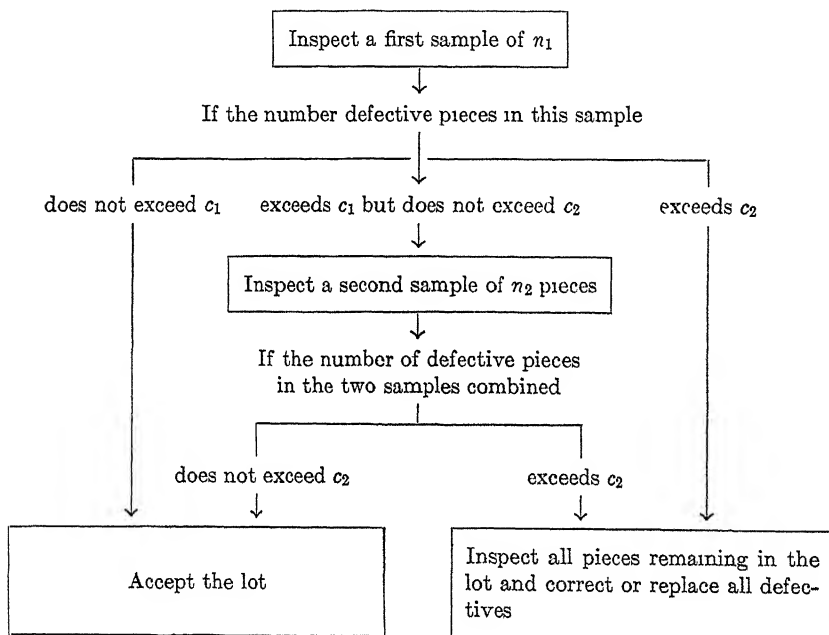 Inspect a first sample of n₁
If the number defective pieces in this sample
does not exceed c₁
exceeds c₁ but does not exceed c₂
exceeds c₂
Inspect a second sample of n₂ pieces
If the number of defective pieces
in the two samples combined
does not exceed c₂
exceeds c₂
Accept the lot
Inspect all pieces remaining in the
lot and correct or replace all defec-
tives